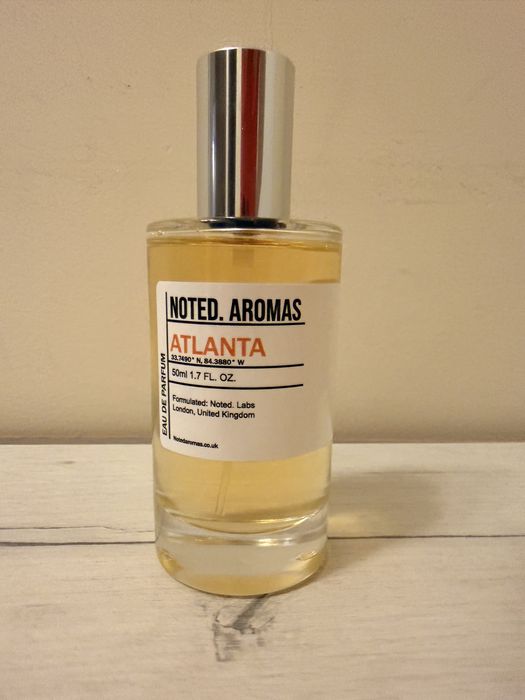 NOTED. AROMAS
ATLANTA
33.7490° N, 84.3880° W
50ml 1.7 FL. OZ.
Formulated: Noted. Labs
London, United Kingdom
Notedaromas.co.uk
EAU DE PARFUM